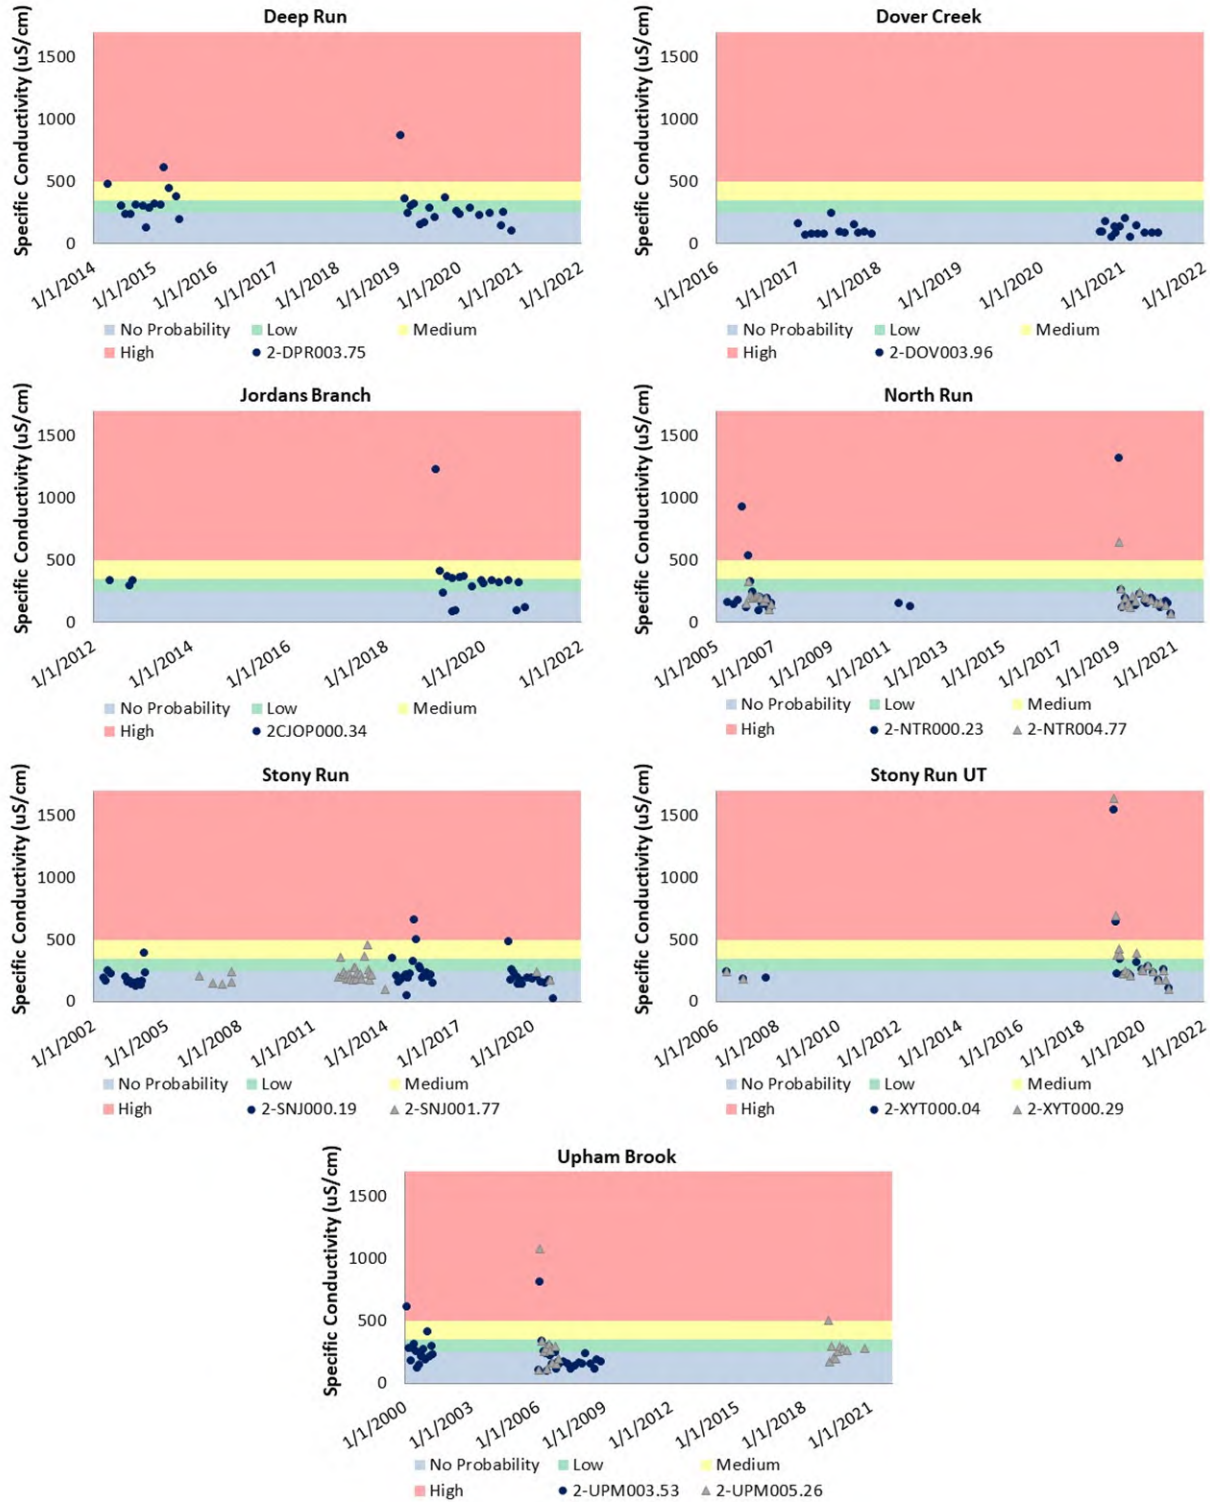 Deep Run
Specific Conductivity (uS/cm)
1500
1000
500
0
1/1/2014
1/1/2015
1/1/2016
1/1/2017
1/1/2018
1/1/2019
1/1/2020
1/1/2021
1/1/2022
No Probability Low Medium
High 2-DPR003.75
Dover Creek
Specific Conductivity (uS/cm)
1500
1000
500
0
1/1/2016
1/1/2017
1/1/2018
1/1/2019
1/1/2020
1/1/2021
1/1/2022
No Probability Low Medium
High 2-DOV003.96
Jordans Branch
Specific Conductivity (uS/cm)
1500
1000
500
0
1/1/2012
1/1/2014
1/1/2016
1/1/2018
1/1/2020
1/1/2022
No Probability Low Medium
High 2CJOP000.34
North Run
Specific Conductivity (uS/cm)
1500
1000
500
0
1/1/2005
1/1/2007
1/1/2009
1/1/2011
1/1/2013
1/1/2015
1/1/2017
1/1/2019
1/1/2021
No Probability Low Medium
High 2-NTR000.23 2-NTR004.77
Stony Run
Specific Conductivity (uS/cm)
1500
1000
500
0
1/1/2002
1/1/2005
1/1/2008
1/1/2011
1/1/2014
1/1/2017
1/1/2020
No Probability Low Medium
High 2-SNJ000.19 2-SNJ001.77
Stony Run UT
Specific Conductivity (uS/cm)
1500
1000
500
0
1/1/2006
1/1/2008
1/1/2010
1/1/2012
1/1/2014
1/1/2016
1/1/2018
1/1/2020
1/1/2022
No Probability Low Medium
High 2-XYT000.04 2-XYT000.29
Upham Brook
Specific Conductivity (uS/cm)
1500
1000
500
0
1/1/2000
1/1/2003
1/1/2006
1/1/2009
1/1/2012
1/1/2015
1/1/2018
1/1/2021
No Probability Low Medium
High 2-UPM003.53 2-UPM005.26